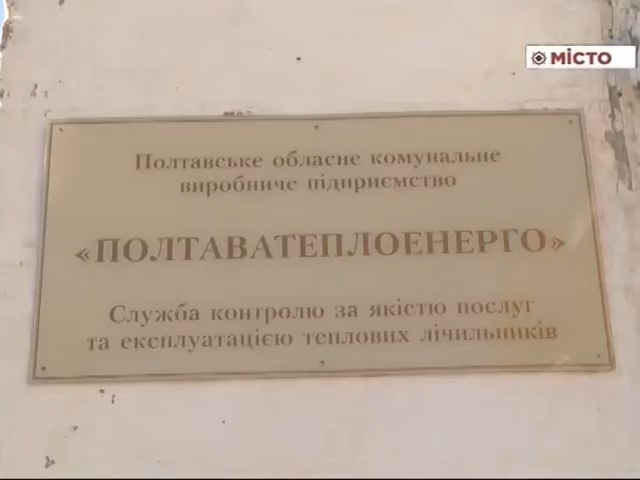 МІСТО
Полтавське обласне комунальне
виробниче підприємство
«ПОЛТАВАТЕПЛОЕНЕРГО»
Служба контролю за якістю послуг
та експлуатацією теплових лічильників